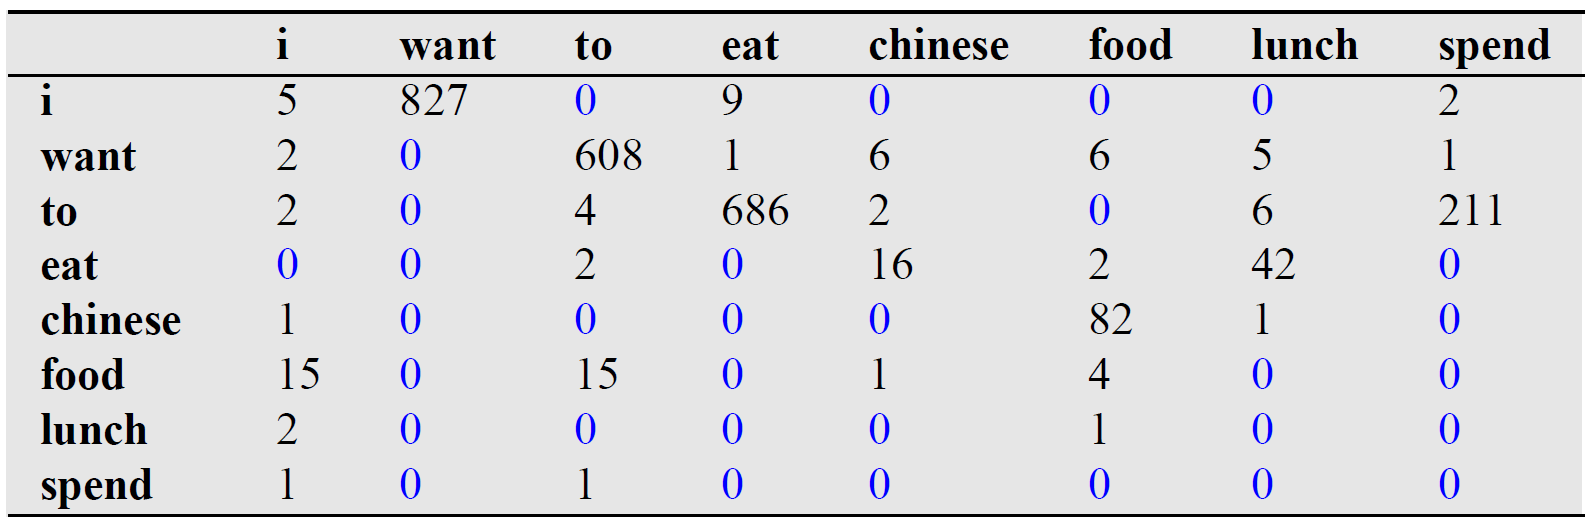 i want to eat chinese food lunch spend
i 5 827 0 9 0 0 0 2
want 2 0 608 1 6 6 5 1
to 2 0 4 686 2 0 6 211
eat 0 0 2 0 16 2 42 0
chinese 1 0 0 0 0 82 1 0
food 15 0 15 0 1 4 0 0
lunch 2 0 0 0 0 1 0 0
spend 1 0 1 0 0 0 0 0